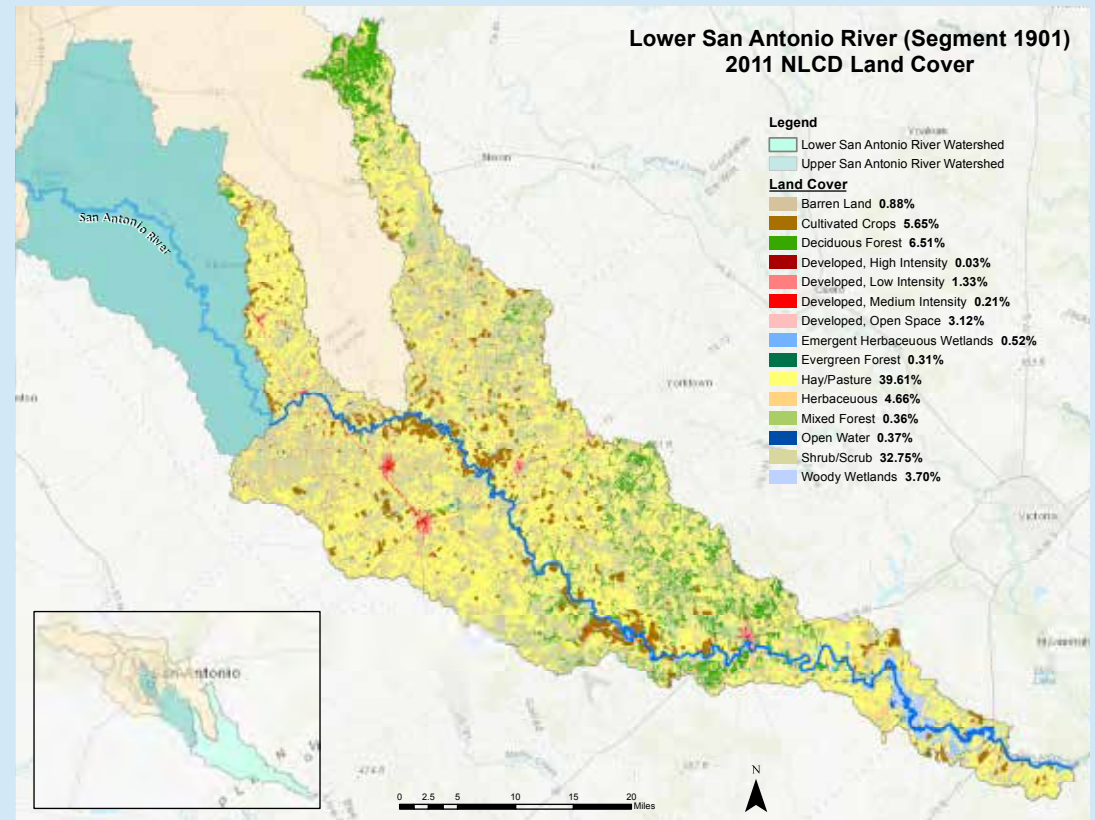 Lower San Antonio River (Segment 1901)
2011 NLCD Land Cover
Legend
Lower San Antonio River Watershed
Upper San Antonio River Watershed
Land Cover
Barren Land 0.88%
Cultivated Crops 5.65%
Deciduous Forest 6.51%
Developed, High Intensity 0.03%
Developed, Low Intensity 1.33%
Developed, Medium Intensity 0.21%
Developed, Open Space 3.12%
Emergent Herbaceuous Wetlands 0.52%
Evergreen Forest 0.31%
Hay/Pasture 39.61%
Herbaceuous 4.66%
Mixed Forest 0.36%
Open Water 0.37%
Shrub/Scrub 32.75%
Woody Wetlands 3.70%
Nixon
San Antonio River
Yorktown
Victoria
San Antonio
0 2.5 5 10 15 20
Miles
N